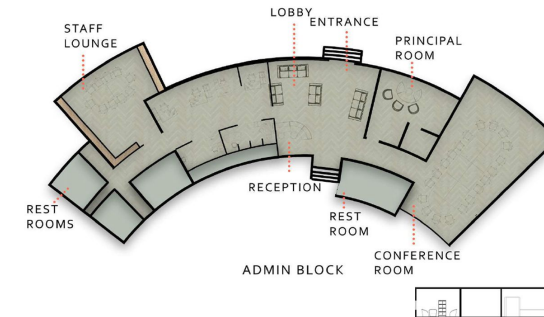 LOBBY
ENTRANCE
STAFF
LOUNGE
PRINCIPAL
ROOM
RECEPTION
REST
ROOMS
REST
ROOM
CONFERENCE
ROOM
ADMIN BLOCK